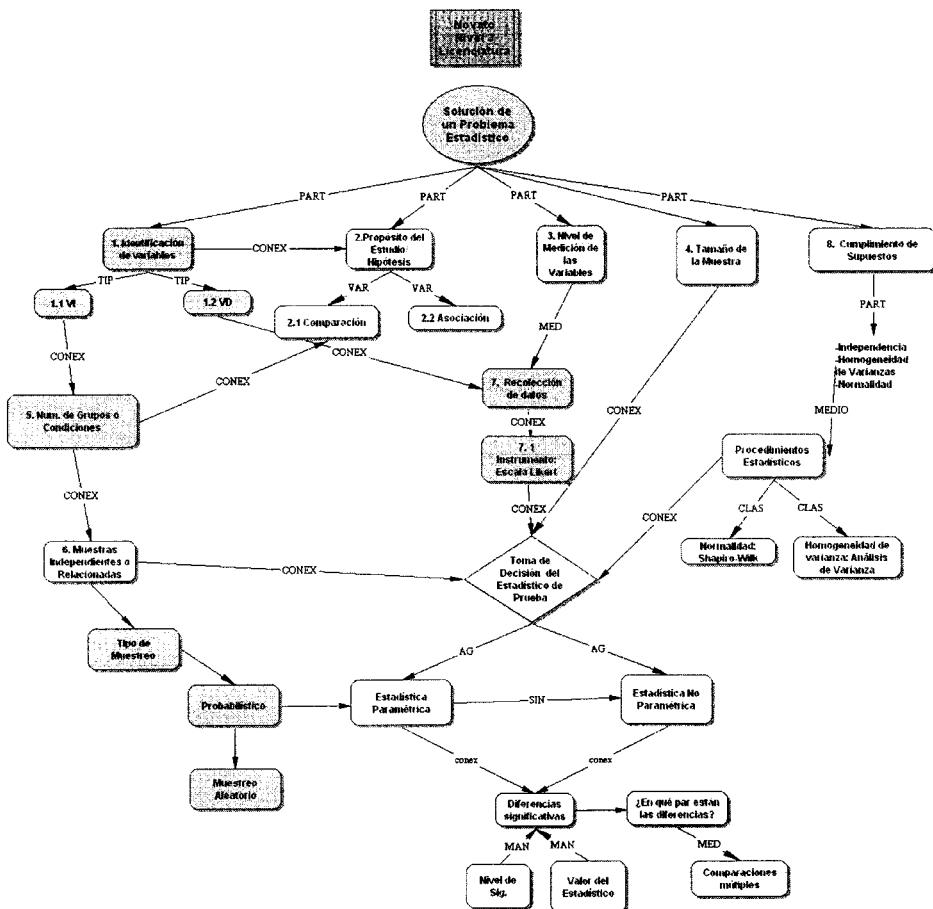 Novato
Nivel 3
Licenciatura
Solución de
un Problema
Estadístico
PART
PART
PART
PART
PART
1. Identificación
de variables
CONEX
2.Propósito del
Estudio
Hipótesis
3. Nivel de
Medición de
las
Variables
4. Tamaño de
la Muestra
8. Cumplimiento de
Supuestos
TIP
TIP
VAR
VAR
PART
1.1 VI
1.2 VD
2.1 Comparación
2.2 Asociación
MED
-Independencia
-Homogeneidad
de Varianzas
-Normalidad
CONEX
CONEX
CONEX
7. Recolección
de datos
CONEX
MEDIO
5. Num. de Grupos o
Condiciones
CONEX
7. 1
Instrumento:
Escala Likert
Procedimientos
Estadísticos
CONEX
CONEX
CONEX
CLAS
CLAS
6. Muestras
Independientes o
Relacionadas
CONEX
Toma de
Decisión del
Estadístico de
Prueba
Normalidad:
Shapiro-Wilk
Homogeneidad de
varianza: Análisis
de Varianza
Tipo de
Muestreo
AG
AG
Probabilístico
Estadística
Paramétrica
SIN
Estadística No
Paramétrica
Muestreo
Aleatorio
conex
conex
Diferencias
significativas
¿En qué par están
las diferencias?
MAN
MAN
MED
Nivel de
Sig.
Valor del
Estadístico
Comparaciones
múltiples